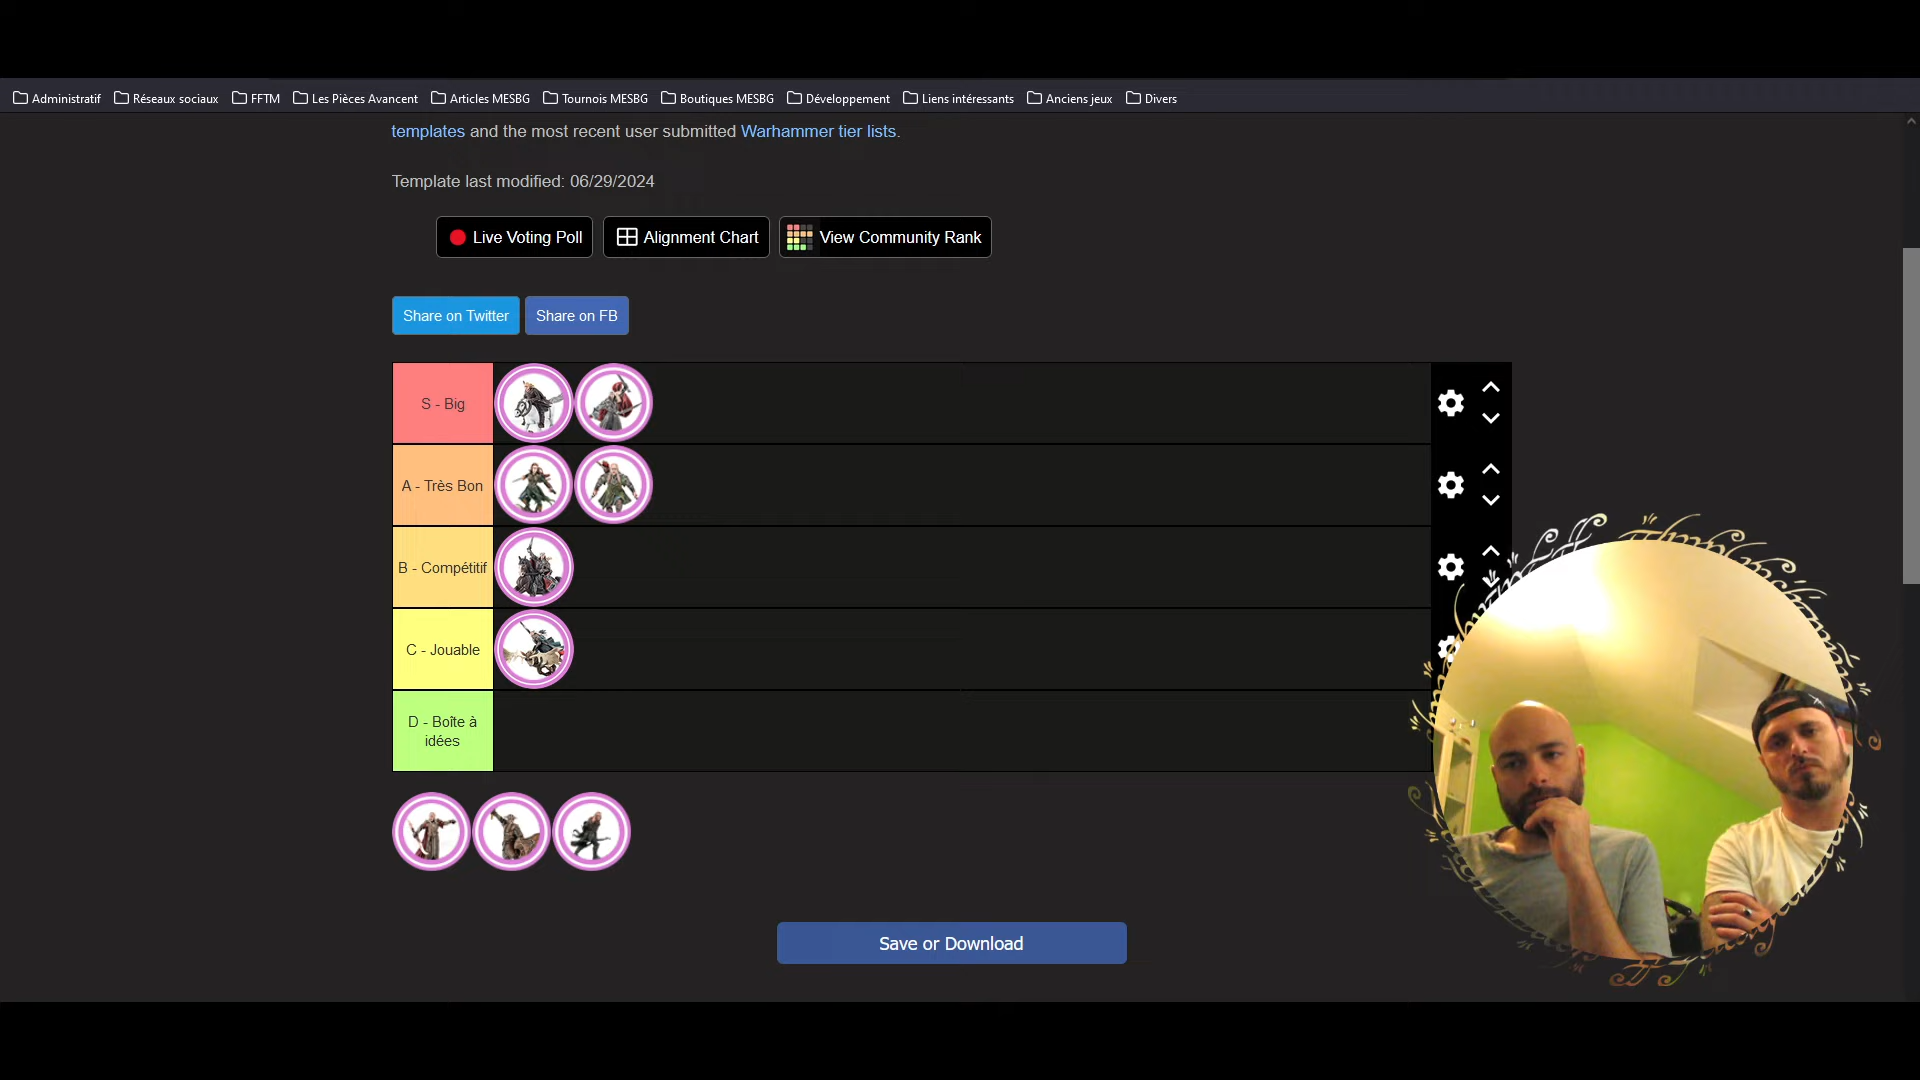 Administratif Réseaux sociaux FFTM Les Pièces Avancent Articles MESBG Tournois MESBG Boutiques MESBG Développement Liens intéressants Anciens jeux Divers
templates and the most recent user submitted Warhammer tier lists.
Template last modified: 06/29/2024
Live Voting Poll Alignment Chart View Community Rank
Share on Twitter Share on FB
S - Big
A - Très Bon
B - Compétitif
C - Jouable
D - Boîte à
idées
Save or Download